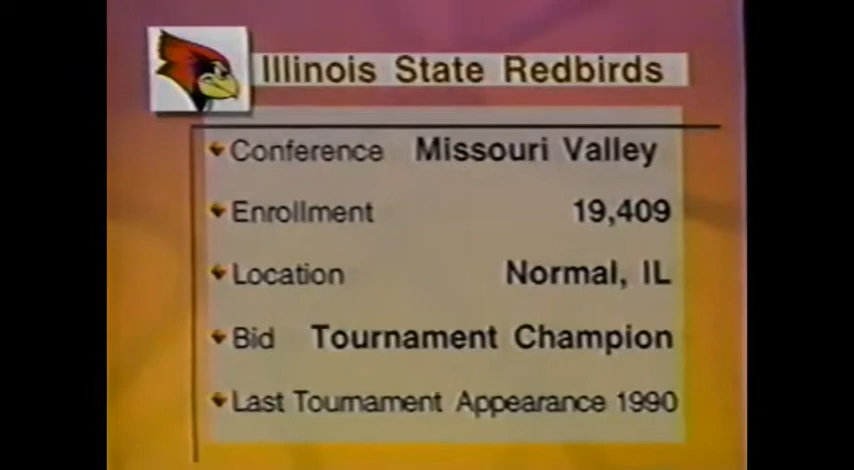 Illinois State Redbirds
Conference Missouri Valley
Enrollment 19,409
Location Normal, IL
Bid Tournament Champion
Last Tournament Appearance 1990